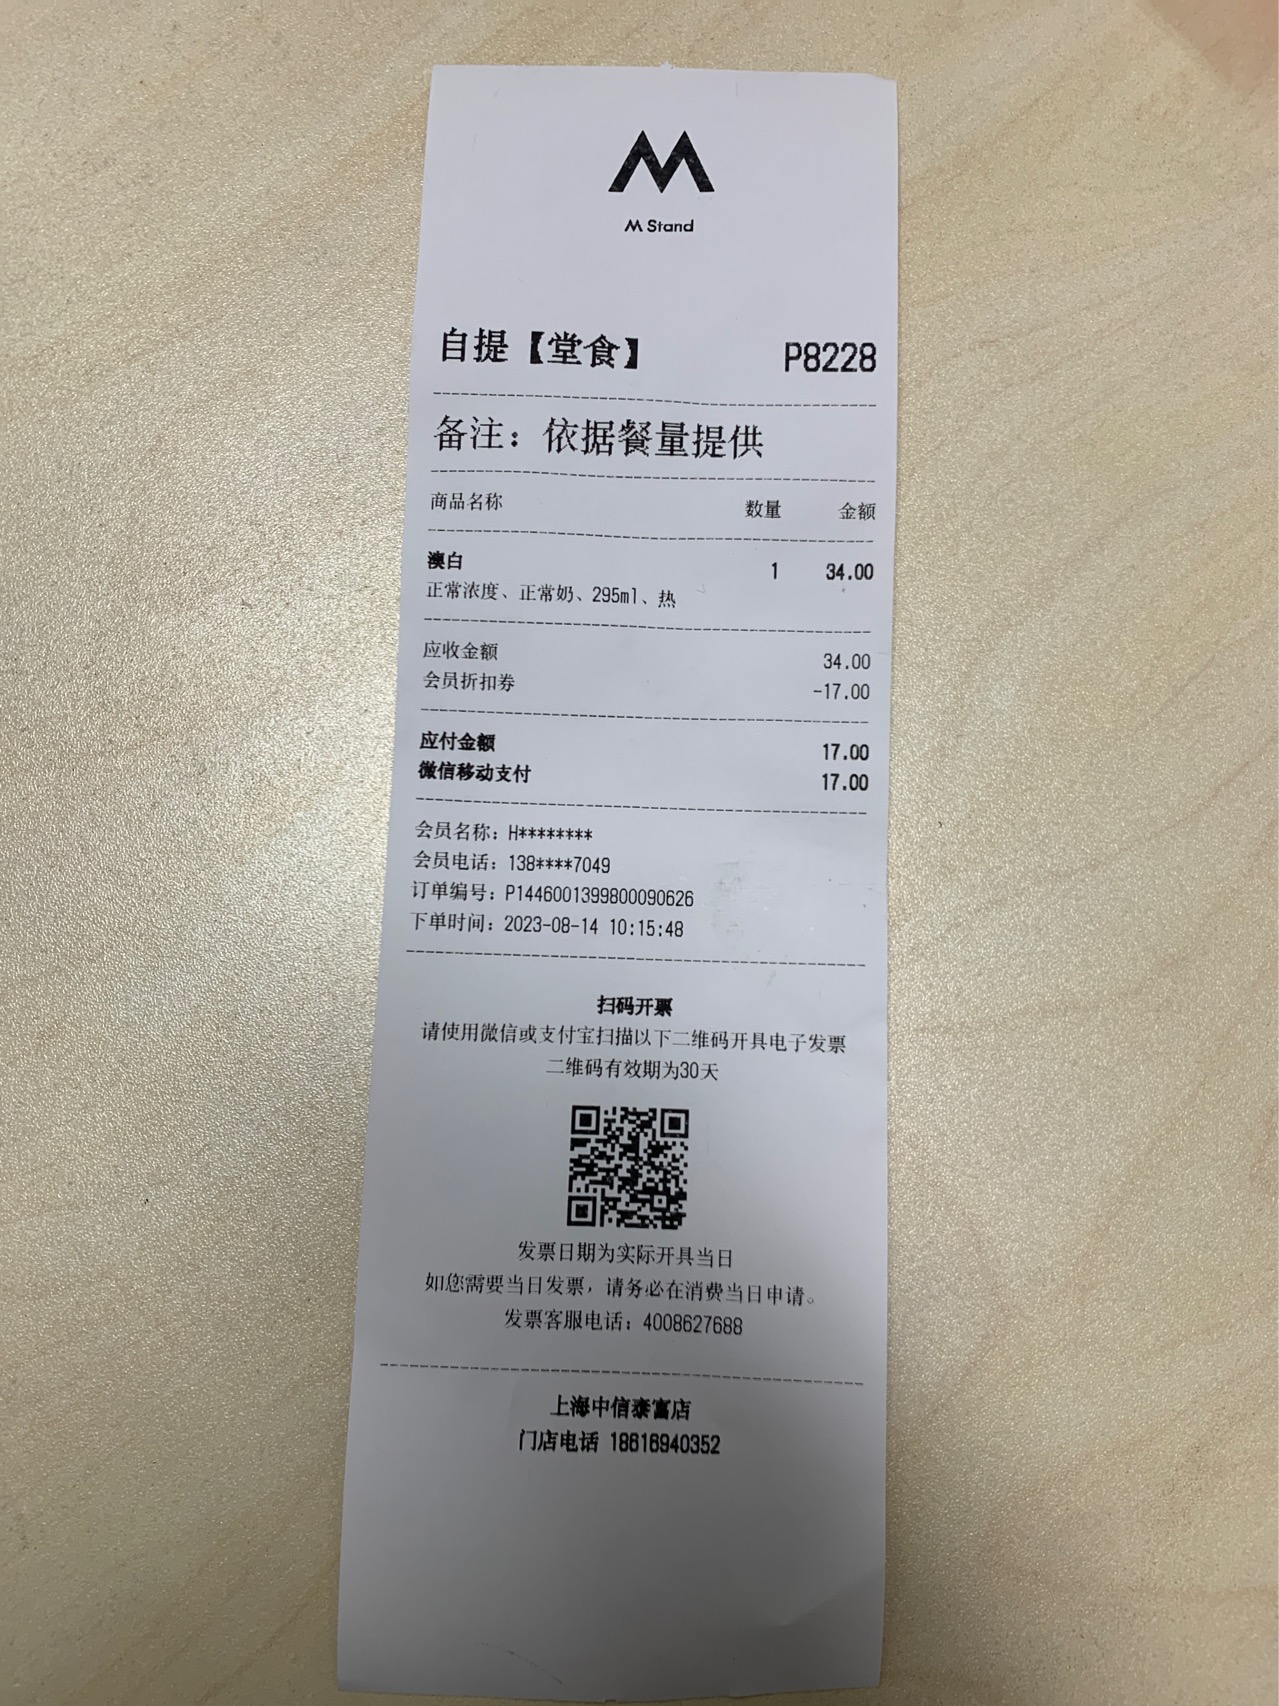 M Stand
自提【堂食】 P8228
备注：依据餐量提供
商品名称 数量 金额
澳白 1 34.00
正常浓度、正常奶、295ml、热
应收金额 34.00
会员折扣券 -17.00
应付金额 17.00
微信移动支付 17.00
会员名称：H********
会员电话：138****7049
订单编号：P1446001399800090626
下单时间：2023-08-14 10:15:48
扫码开票
请使用微信或支付宝扫描以下二维码开具电子发票
二维码有效期为30天
发票日期为实际开具当日
如您需要当日发票，请务必在消费当日申请。
发票客服电话：4008627688
上海中信泰富店
门店电话 18616940352